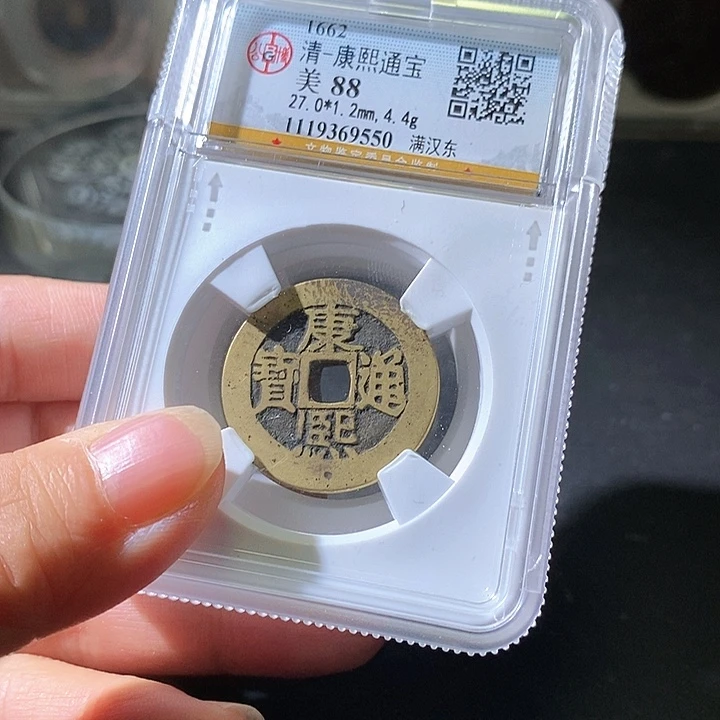 1662
清-康熙通宝
美 88
27.0*1.2mm, 4.4g
1119369550 满汉东
康熙通寶